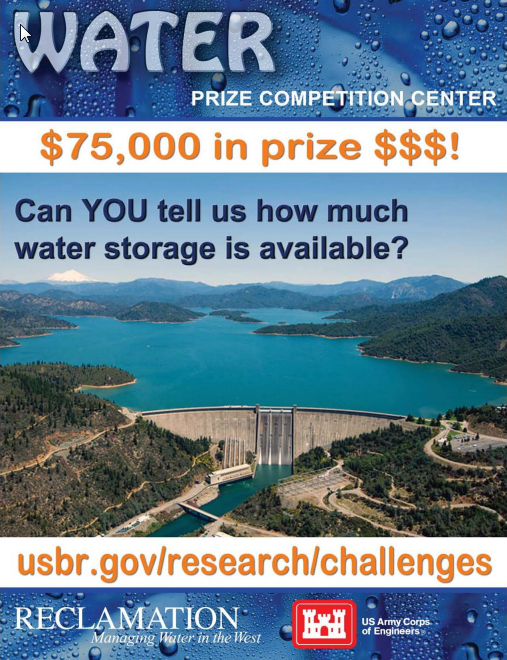 WATER
PRIZE COMPETITION CENTER
$75,000 in prize $$$!
Can YOU tell us how much
water storage is available?
usbr.gov/research/challenges
RECLAMATION
Managing Water in the West
US Army Corps
of Engineers